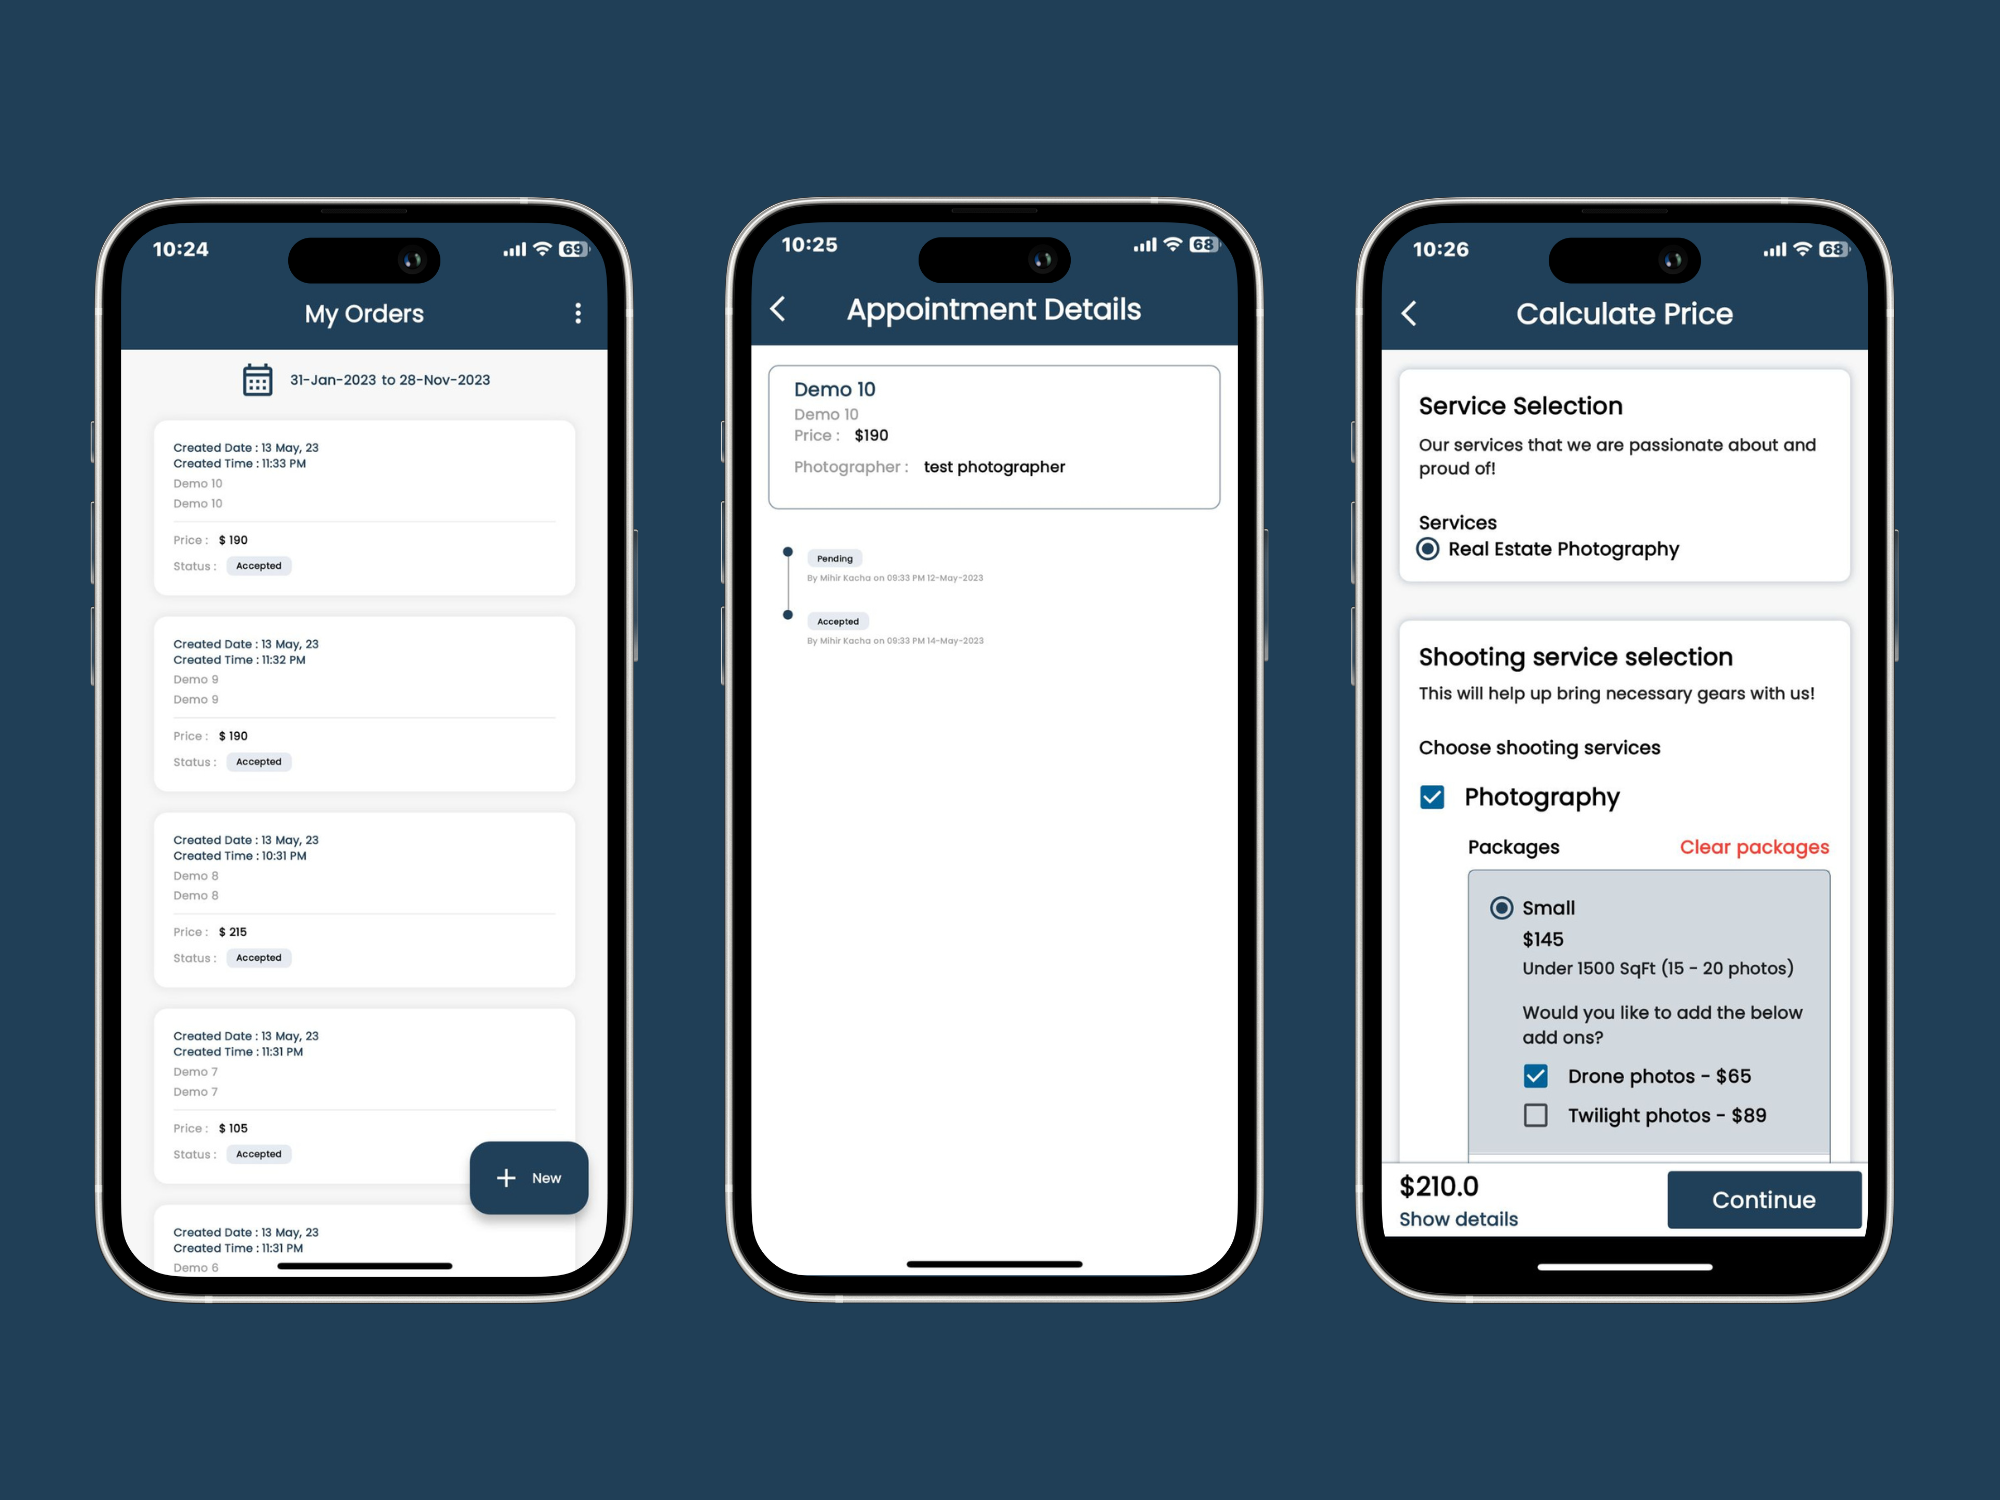 10:24
69
My Orders
31-Jan-2023 to 28-Nov-2023
Created Date : 13 May, 23
Created Time : 11:33 PM
Demo 10
Demo 10
Price : $ 190
Status : Accepted
Created Date : 13 May, 23
Created Time : 11:32 PM
Demo 9
Demo 9
Price : $ 190
Status : Accepted
Created Date : 13 May, 23
Created Time : 10:31 PM
Demo 8
Demo 8
Price : $ 215
Status : Accepted
Created Date : 13 May, 23
Created Time : 11:31 PM
Demo 7
Demo 7
Price : $ 105
Status : Accepted
+ New
Created Date : 13 May, 23
Created Time : 11:31 PM
Demo 6
10:25
68
Appointment Details
Demo 10
Demo 10
Price : $190
Photographer : test photographer
Pending
By Mihir Kacha on 09:33 PM 12-May-2023
Accepted
By Mihir Kacha on 09:33 PM 14-May-2023
10:26
68
Calculate Price
Service Selection
Our services that we are passionate about and
proud of!
Services
Real Estate Photography
Shooting service selection
This will help up bring necessary gears with us!
Choose shooting services
Photography
Packages Clear packages
Small
$145
Under 1500 SqFt (15 - 20 photos)
Would you like to add the below
add ons?
Drone photos - $65
Twilight photos - $89
$210.0
Show details
Continue